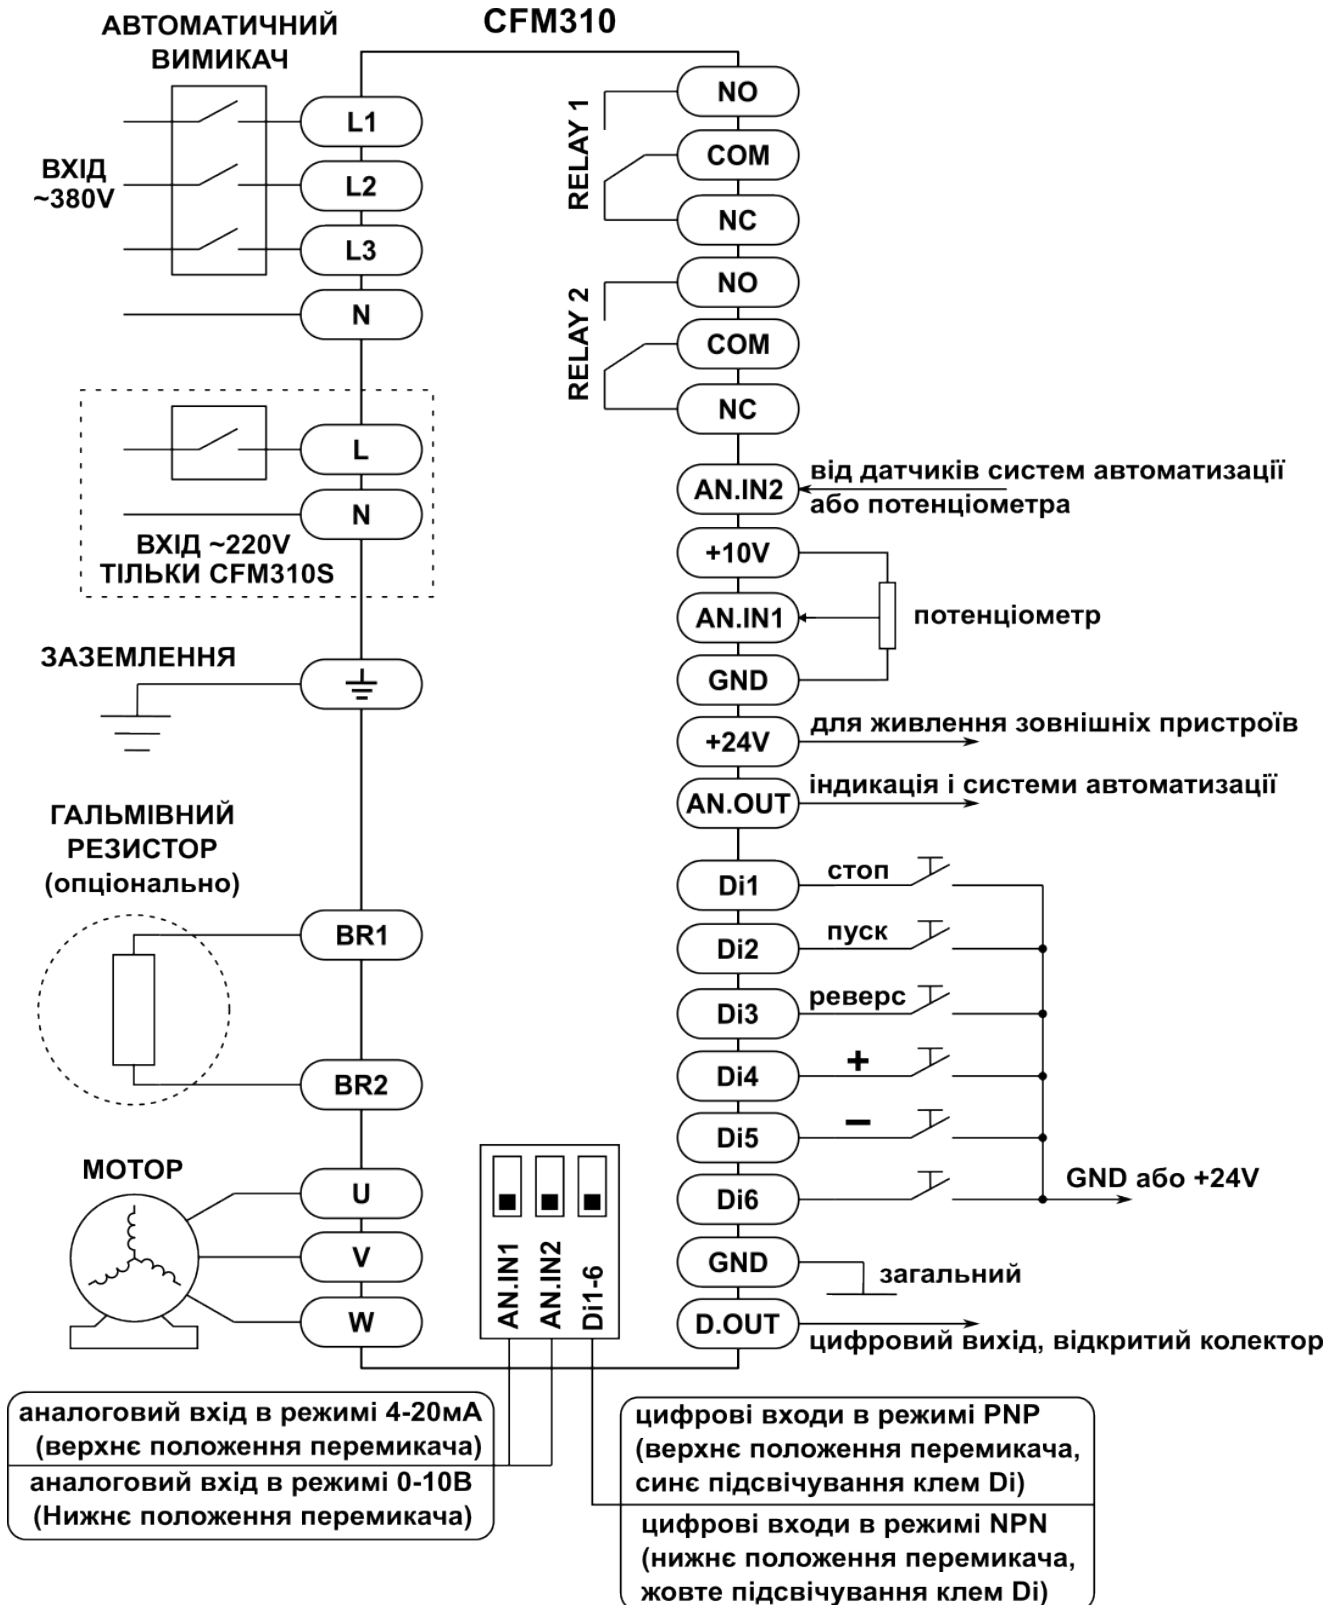 CFM310
АВТОМАТИЧНИЙ
ВИМИКАЧ
ВХІД
~380V
L1
L2
L3
N
L
N
ВХІД ~220V
ТІЛЬКИ CFM310S
ЗАЗЕМЛЕННЯ
ГАЛЬМІВНИЙ
РЕЗИСТОР
(опціонально)
BR1
BR2
МОТОР
U
V
W
RELAY 1
NO
COM
NC
RELAY 2
NO
COM
NC
AN.IN2
від датчиків систем автоматизації
або потенціометра
+10V
AN.IN1
потенціометр
GND
+24V
для живлення зовнішніх пристроїв
AN.OUT
індикація і системи автоматизації
Di1
стоп
Di2
пуск
Di3
реверс
Di4
+
Di5
−
Di6
GND або +24V
GND
загальний
D.OUT
цифровий вихід, відкритий колектор
AN.IN1
AN.IN2
Di1-6
аналоговий вхід в режимі 4-20мА
(верхнє положення перемикача)
аналоговий вхід в режимі 0-10В
(Нижнє положення перемикача)
цифрові входи в режимі PNP
(верхнє положення перемикача,
синє підсвічування клем Di)
цифрові входи в режимі NPN
(нижнє положення перемикача,
жовте підсвічування клем Di)